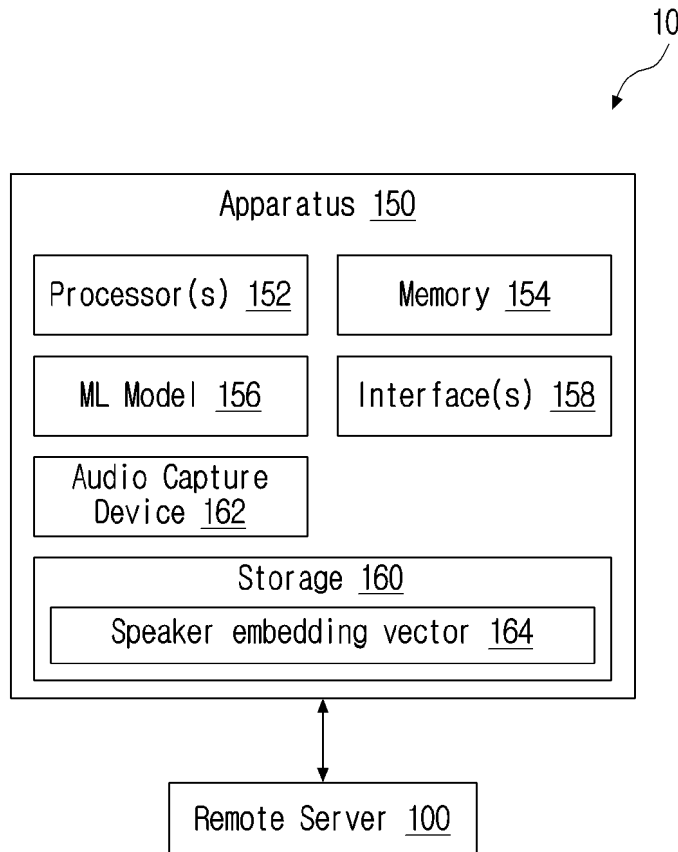 10
Apparatus 150
Processor(s) 152
Memory 154
ML Model 156
Interface(s) 158
Audio Capture
Device 162
Storage 160
Speaker embedding vector 164
Remote Server 100